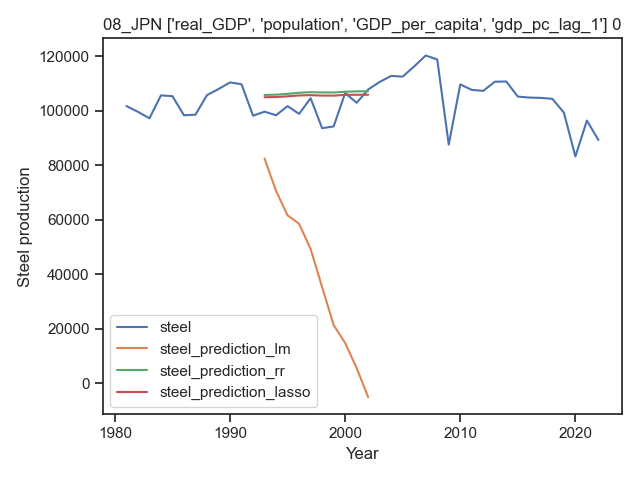 08_JPN ['real_GDP', 'population', 'GDP_per_capita', 'gdp_pc_lag_1'] 0
120000
100000
80000
60000
40000
20000
0
Steel production
steel
steel_prediction_lm
steel_prediction_rr
steel_prediction_lasso
1980
1990
2000
2010
2020
Year